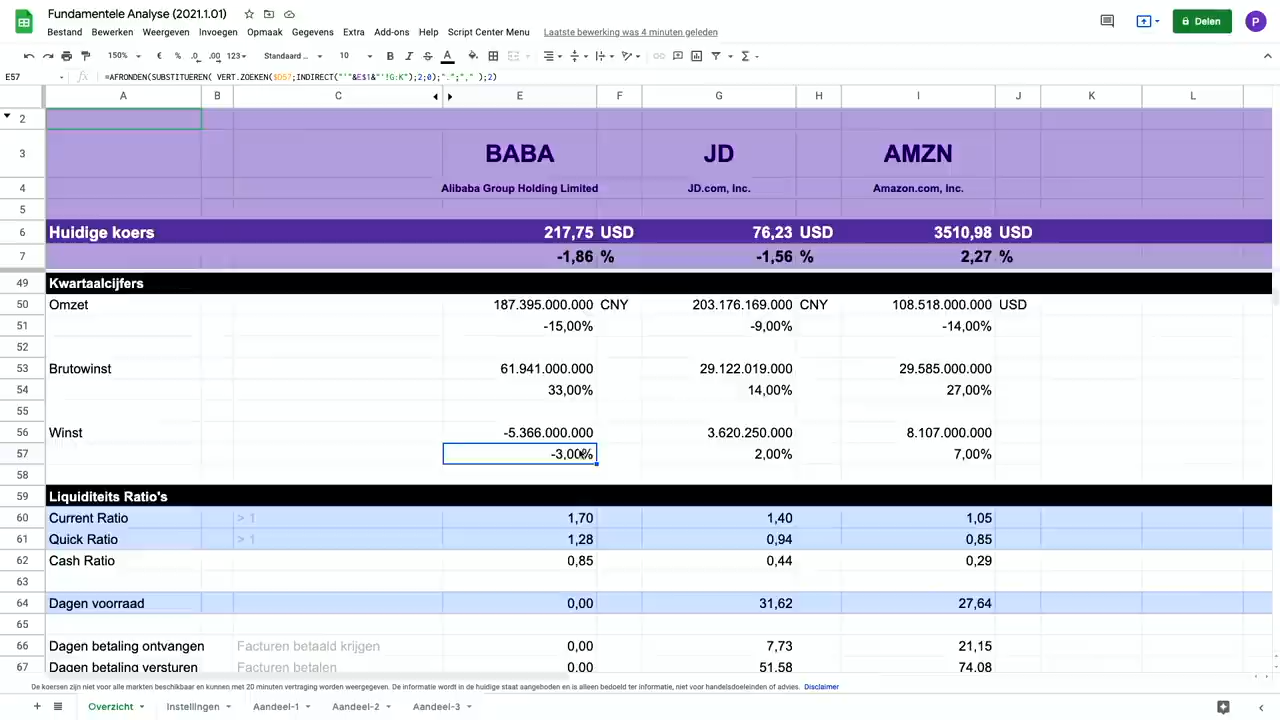 Fundamentele Analyse (2021.1.01)
Bestand Bewerken Weergeven Invoegen Opmaak Gegevens Extra Add-ons Help Script Center Menu Laatste bewerking was 4 minuten geleden
Delen P
150% € % .0 .00 123 Standaard ... 10 B I S A
E57 fx =AFRONDEN(SUBSTITUEREN( VERT.ZOEKEN($D57;INDIRECT("'"&E$1&"'!G:K");2;0);".";"," );2)
A B C E F G H I J K L
2
3 BABA JD AMZN
4 Alibaba Group Holding Limited JD.com, Inc. Amazon.com, Inc.
5
6 Huidige koers 217,75 USD 76,23 USD 3510,98 USD
7 -1,86 % -1,56 % 2,27 %
49 Kwartaalcijfers
50 Omzet 187.395.000.000 CNY 203.176.169.000 CNY 108.518.000.000 USD
51 -15,00% -9,00% -14,00%
52
53 Brutowinst 61.941.000.000 29.122.019.000 29.585.000.000
54 33,00% 14,00% 27,00%
55
56 Winst -5.366.000.000 3.620.250.000 8.107.000.000
57 -3,00% 2,00% 7,00%
58
59 Liquiditeits Ratio's
60 Current Ratio > 1 1,70 1,40 1,05
61 Quick Ratio > 1 1,28 0,94 0,85
62 Cash Ratio 0,85 0,44 0,29
63
64 Dagen voorraad 0,00 31,62 27,64
65
66 Dagen betaling ontvangen Facturen betaald krijgen 0,00 7,73 21,15
67 Dagen betaling versturen Facturen betalen 0,00 51,58 74,08
De koersen zijn niet voor alle markten beschikbaar en kunnen met 20 minuten vertraging worden weergegeven. De informatie wordt in de huidige staat aangeboden en is alleen bedoeld ter informatie, niet voor handelsdoeleinden of advies. Disclaimer
Overzicht Instellingen Aandeel-1 Aandeel-2 Aandeel-3